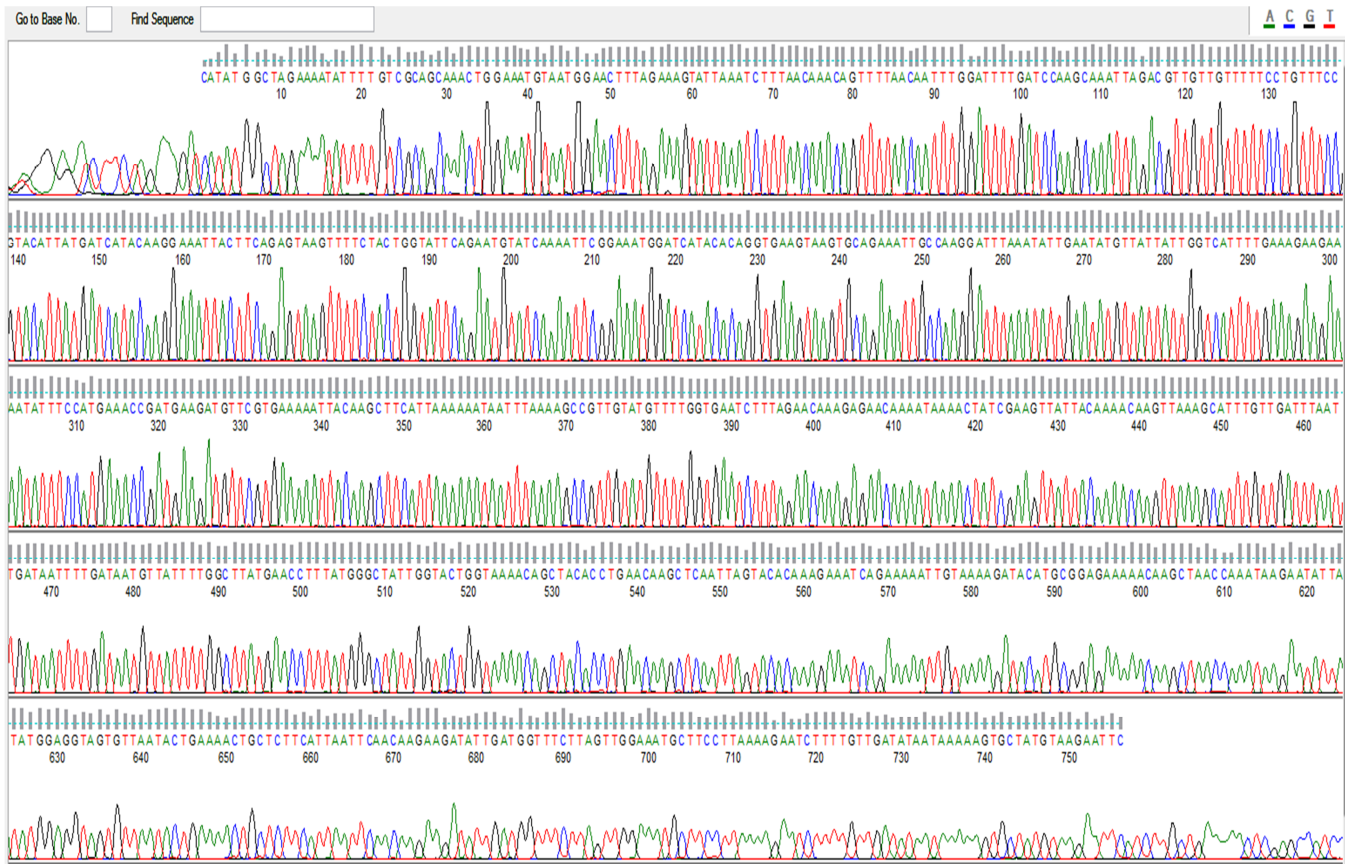 Go to Base No. Find Sequence A C G T
CATATGGCTAGAAAATATTTTGTCGCAGCAAACTGGAAATGTAATGGAACTTTAGAAAGTATTAAATCTTTAACAAACAGTTTTAACAATTTGGATTTTGATCCAAGCAAATTAGACGTTGTTGTTTTTCCTGTTTCC
10 20 30 40 50 60 70 80 90 100 110 120 130
GTACATTATGATCATACAAGGAAATTACTTCAGAGTAAGTTTTCTACTGGTATTCAGAATGTATCAAAATTCGGAAATGGATCATACACAGGTGAAGTAAGTGCAGAAATTGCCAAGGATTTAAATATTGAATATGTTATTATTGGTCATTTTGAAAGAAGAA
140 150 160 170 180 190 200 210 220 230 240 250 260 270 280 290 300
AATATTTCCATGAAACCGATGAAGATGTTCGTGAAAAATTACAAGCTTCATTAAAAAATAATTTAAAAGCCGTTGTATGTTTTGGTGAATCTTTAGAACAAAGAGAACAAAATAAAACTATCGAAGTTATTACAAAACAAGTTAAAGCATTTGTTGATTTAAT
310 320 330 340 350 360 370 380 390 400 410 420 430 440 450 460
TGATAATTTTGATAATGTTATTTTGGCTTATGAACCTTTATGGGCTATTGGTACTGGTAAAACAGCTACACCTGAACAAGCTCAATTAGTACACAAAGAAATCAGAAAAATTGTAAAAGATACATGCGGAGAAAAACAAGCTAACCAAATAAGAATATTA
470 480 490 500 510 520 530 540 550 560 570 580 590 600 610 620
TATGGAGGTAGTGTTAATACTGAAAACTGCTCTTCATTAATTCAACAAGAAGATATTGATGGTTTCTTAGTTGGAAATGCTTCCTTAAAAGAATCTTTTGTTGATATAATAAAAAGTGCTATGTAAGAATTC
630 640 650 660 670 680 690 700 710 720 730 740 750